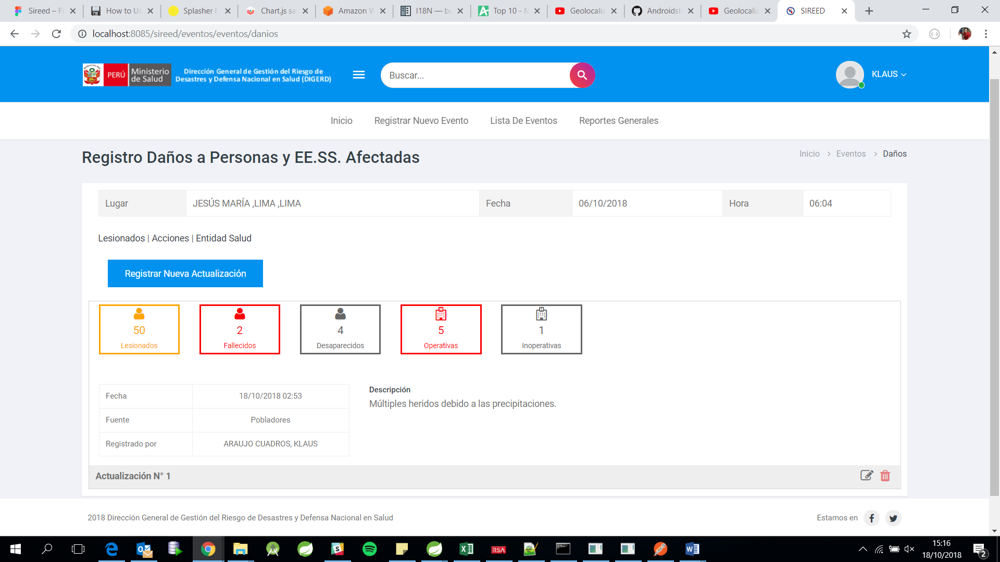 Sireed – Fi
How to Us
Splasher
Chart.js sa
Amazon W
I18N — bo
Top 10 - M
Geolocaliz
Androidst
Geolocaliz
SIREED
localhost:8085/sireed/eventos/eventos/danios
PERÚ
Ministerio
de Salud
Dirección General de Gestión del Riesgo de
Desastres y Defensa Nacional en Salud (DIGERD)
Buscar...
KLAUS
Inicio
Registrar Nuevo Evento
Lista De Eventos
Reportes Generales
Registro Daños a Personas y EE.SS. Afectadas
Inicio > Eventos > Daños
Lugar
JESÚS MARÍA ,LIMA ,LIMA
Fecha
06/10/2018
Hora
06:04
Lesionados | Acciones | Entidad Salud
Registrar Nueva Actualización
50
Lesionados
2
Fallecidos
4
Desaparecidos
H
5
Operativas
H
1
Inoperativas
Fecha
18/10/2018 02:53
Fuente
Pobladores
Registrado por
ARAUJO CUADROS, KLAUS
Descripción
Múltiples heridos debido a las precipitaciones.
Actualización N° 1
2018 Dirección General de Gestión del Riesgo de Desastres y Defensa Nacional en Salud
Estamos en
RSA
15:16
18/10/2018
2